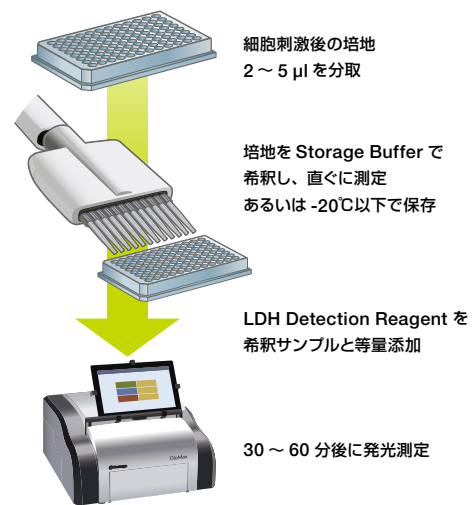 細胞刺激後の培地
2 ~ 5 µl を分取
培地を Storage Buffer で
希釈し、直ぐに測定
あるいは -20℃以下で保存
LDH Detection Reagent を
希釈サンプルと等量添加
30 ~ 60 分後に発光測定